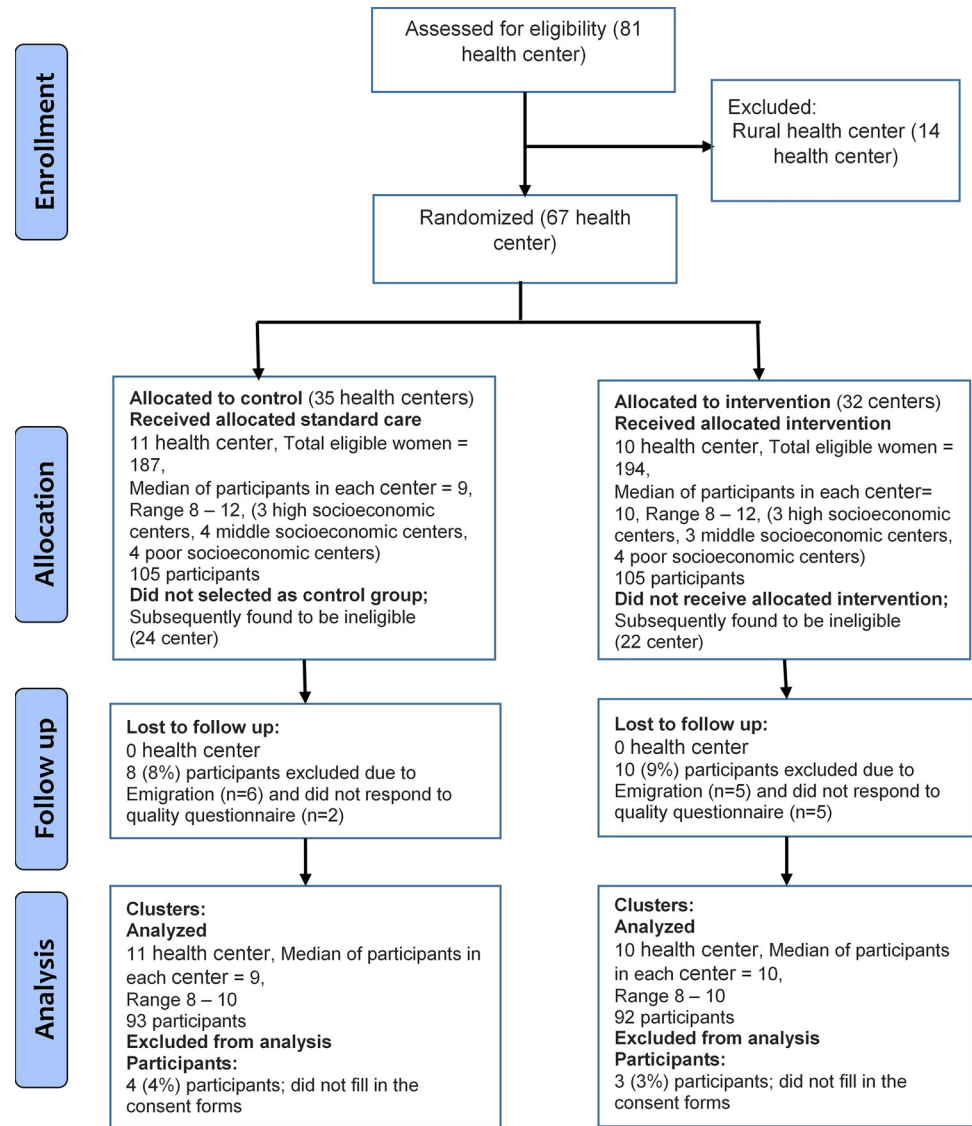 Enrollment
Assessed for eligibility (81
health center)
Excluded:
Rural health center (14
health center)
Randomized (67 health
center)
Allocation
Allocated to control (35 health centers)
Received allocated standard care
11 health center, Total eligible women =
187,
Median of participants in each center = 9,
Range 8 – 12, (3 high socioeconomic
centers, 4 middle socioeconomic centers,
4 poor socioeconomic centers)
105 participants
Did not selected as control group;
Subsequently found to be ineligible
(24 center)
Allocated to intervention (32 centers)
Received allocated intervention
10 health center, Total eligible women =
194,
Median of participants in each center=
10, Range 8 – 12, (3 high socioeconomic
centers, 3 middle socioeconomic centers,
4 poor socioeconomic centers)
105 participants
Did not receive allocated intervention;
Subsequently found to be ineligible
(22 center)
Follow up
Lost to follow up:
0 health center
8 (8%) participants excluded due to
Emigration (n=6) and did not respond to
quality questionnaire (n=2)
Lost to follow up:
0 health center
10 (9%) participants excluded due to
Emigration (n=5) and did not respond to
quality questionnaire (n=5)
Analysis
Clusters:
Analyzed
11 health center, Median of participants in
each center = 9,
Range 8 – 10
93 participants
Excluded from analysis
Participants:
4 (4%) participants; did not fill in the
consent forms
Clusters:
Analyzed
10 health center, Median of participants
in each center = 10,
Range 8 – 10
92 participants
Excluded from analysis
Participants:
3 (3%) participants; did not fill in the
consent forms